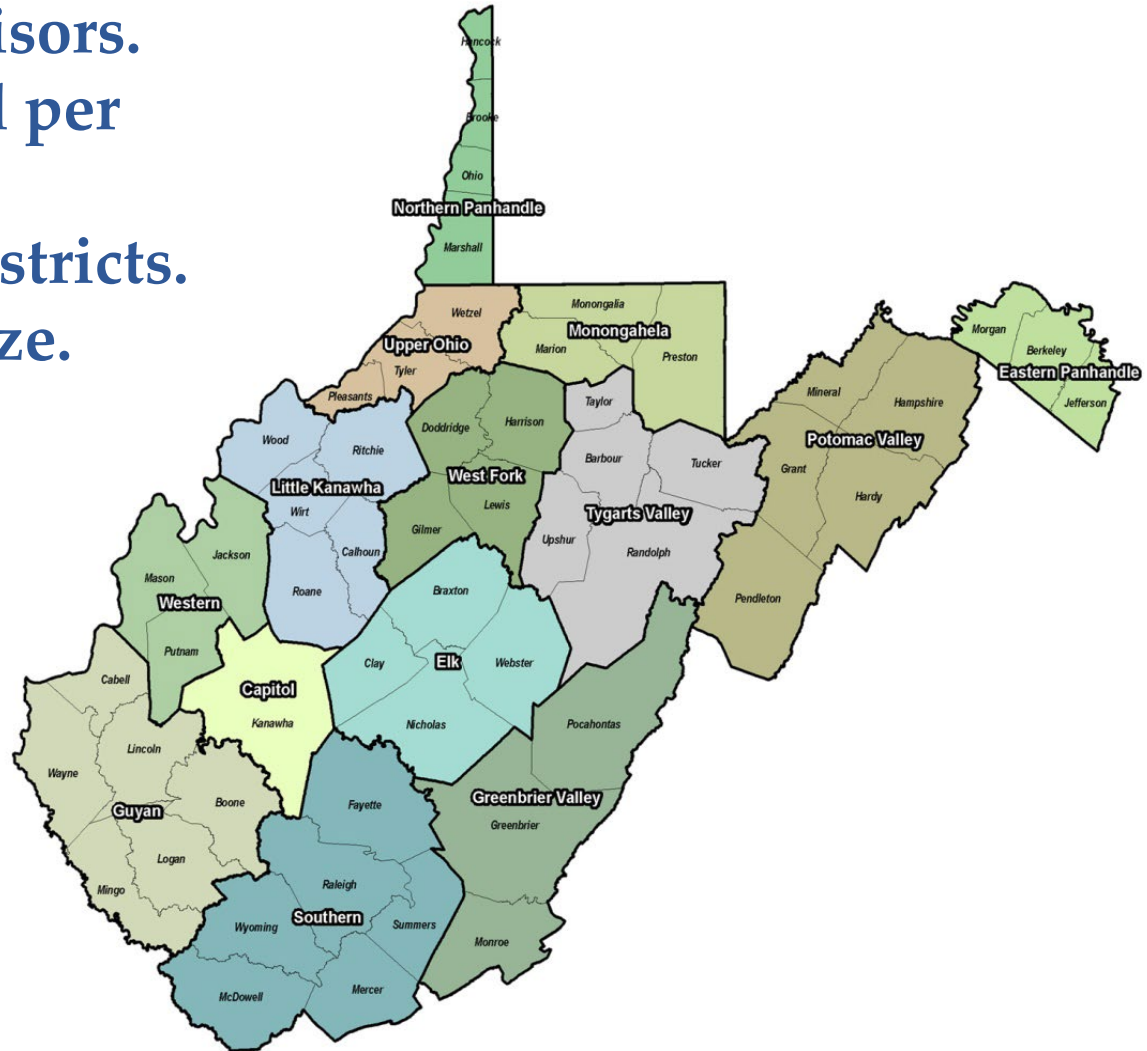 isors.
l per
stricts.
ze.
Hancock
Brooke
Ohio
Northern Panhandle
Marshall
Wetzel
Upper Ohio
Tyler
Pleasants
Monongalia
Monongahela
Marion
Preston
Morgan
Berkeley
Eastern Panhandle
Jefferson
Mineral
Hampshire
Potomac Valley
Grant
Hardy
Pendleton
Taylor
Barbour
Tucker
Tygarts Valley
Upshur
Randolph
Doddridge
Harrison
West Fork
Lewis
Gilmer
Wood
Ritchie
Little Kanawha
Wirt
Calhoun
Roane
Jackson
Mason
Western
Putnam
Braxton
Clay
Elk
Webster
Nicholas
Capitol
Kanawha
Cabell
Lincoln
Wayne
Boone
Guyan
Logan
Mingo
Pocahontas
Greenbrier Valley
Greenbrier
Monroe
Fayette
Raleigh
Southern
Summers
Wyoming
McDowell
Mercer